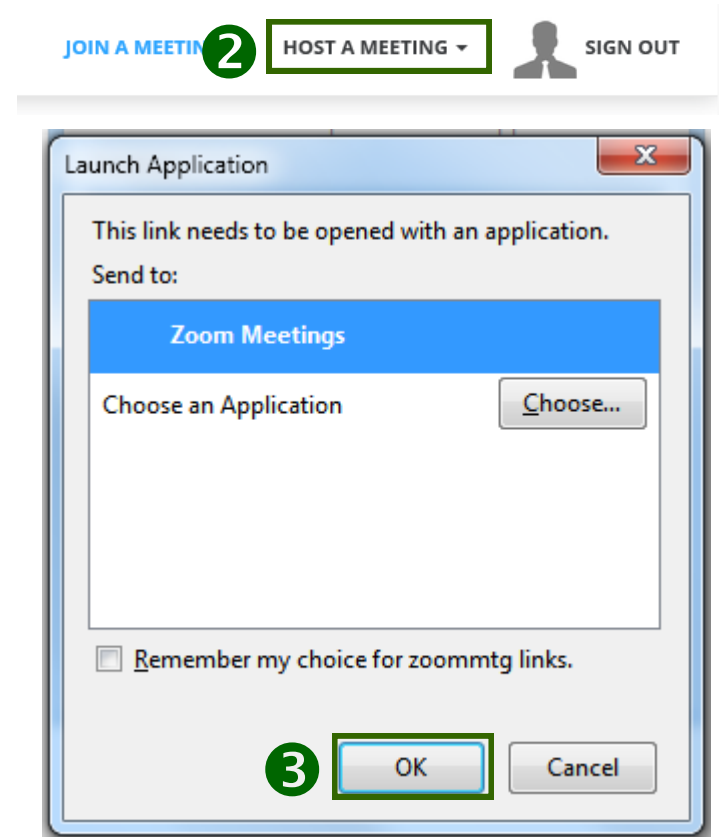 JOIN A MEETIN 2 HOST A MEETING SIGN OUT
Launch Application
This link needs to be opened with an application.
Send to:
Zoom Meetings
Choose an Application Choose...
Remember my choice for zoommtg links.
3 OK Cancel